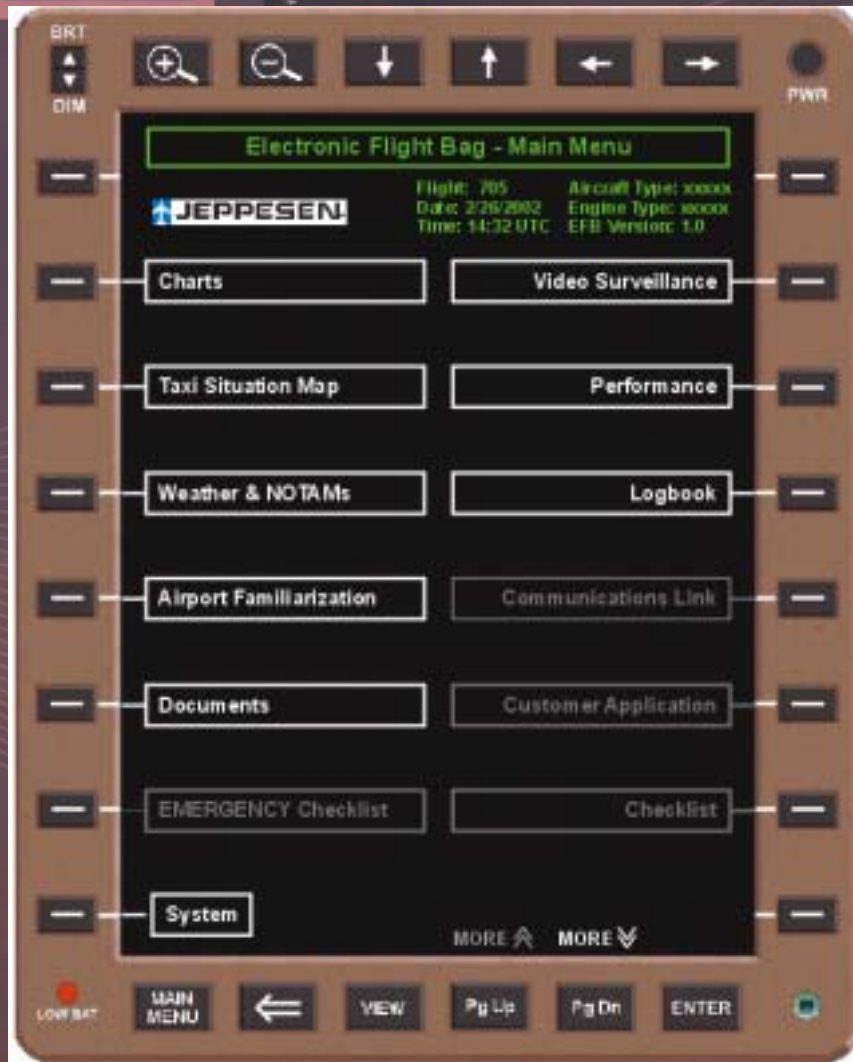 BRT
DIM
PWR
Electronic Flight Bag - Main Menu
JEPPESEN
Flight: 705 Aircraft Type: xxxxx
Date: 2/26/2002 Engine Type: xxxxx
Time: 14:32 UTC EFB Version: 1.0
Charts Video Surveillance
Taxi Situation Map Performance
Weather & NOTAMs Logbook
Airport Familiarization Communications Link
Documents Customer Application
EMERGENCY Checklist Checklist
System
MORE MORE
LOW BAT
MAIN MENU VIEW Pg Up Pg Dn ENTER